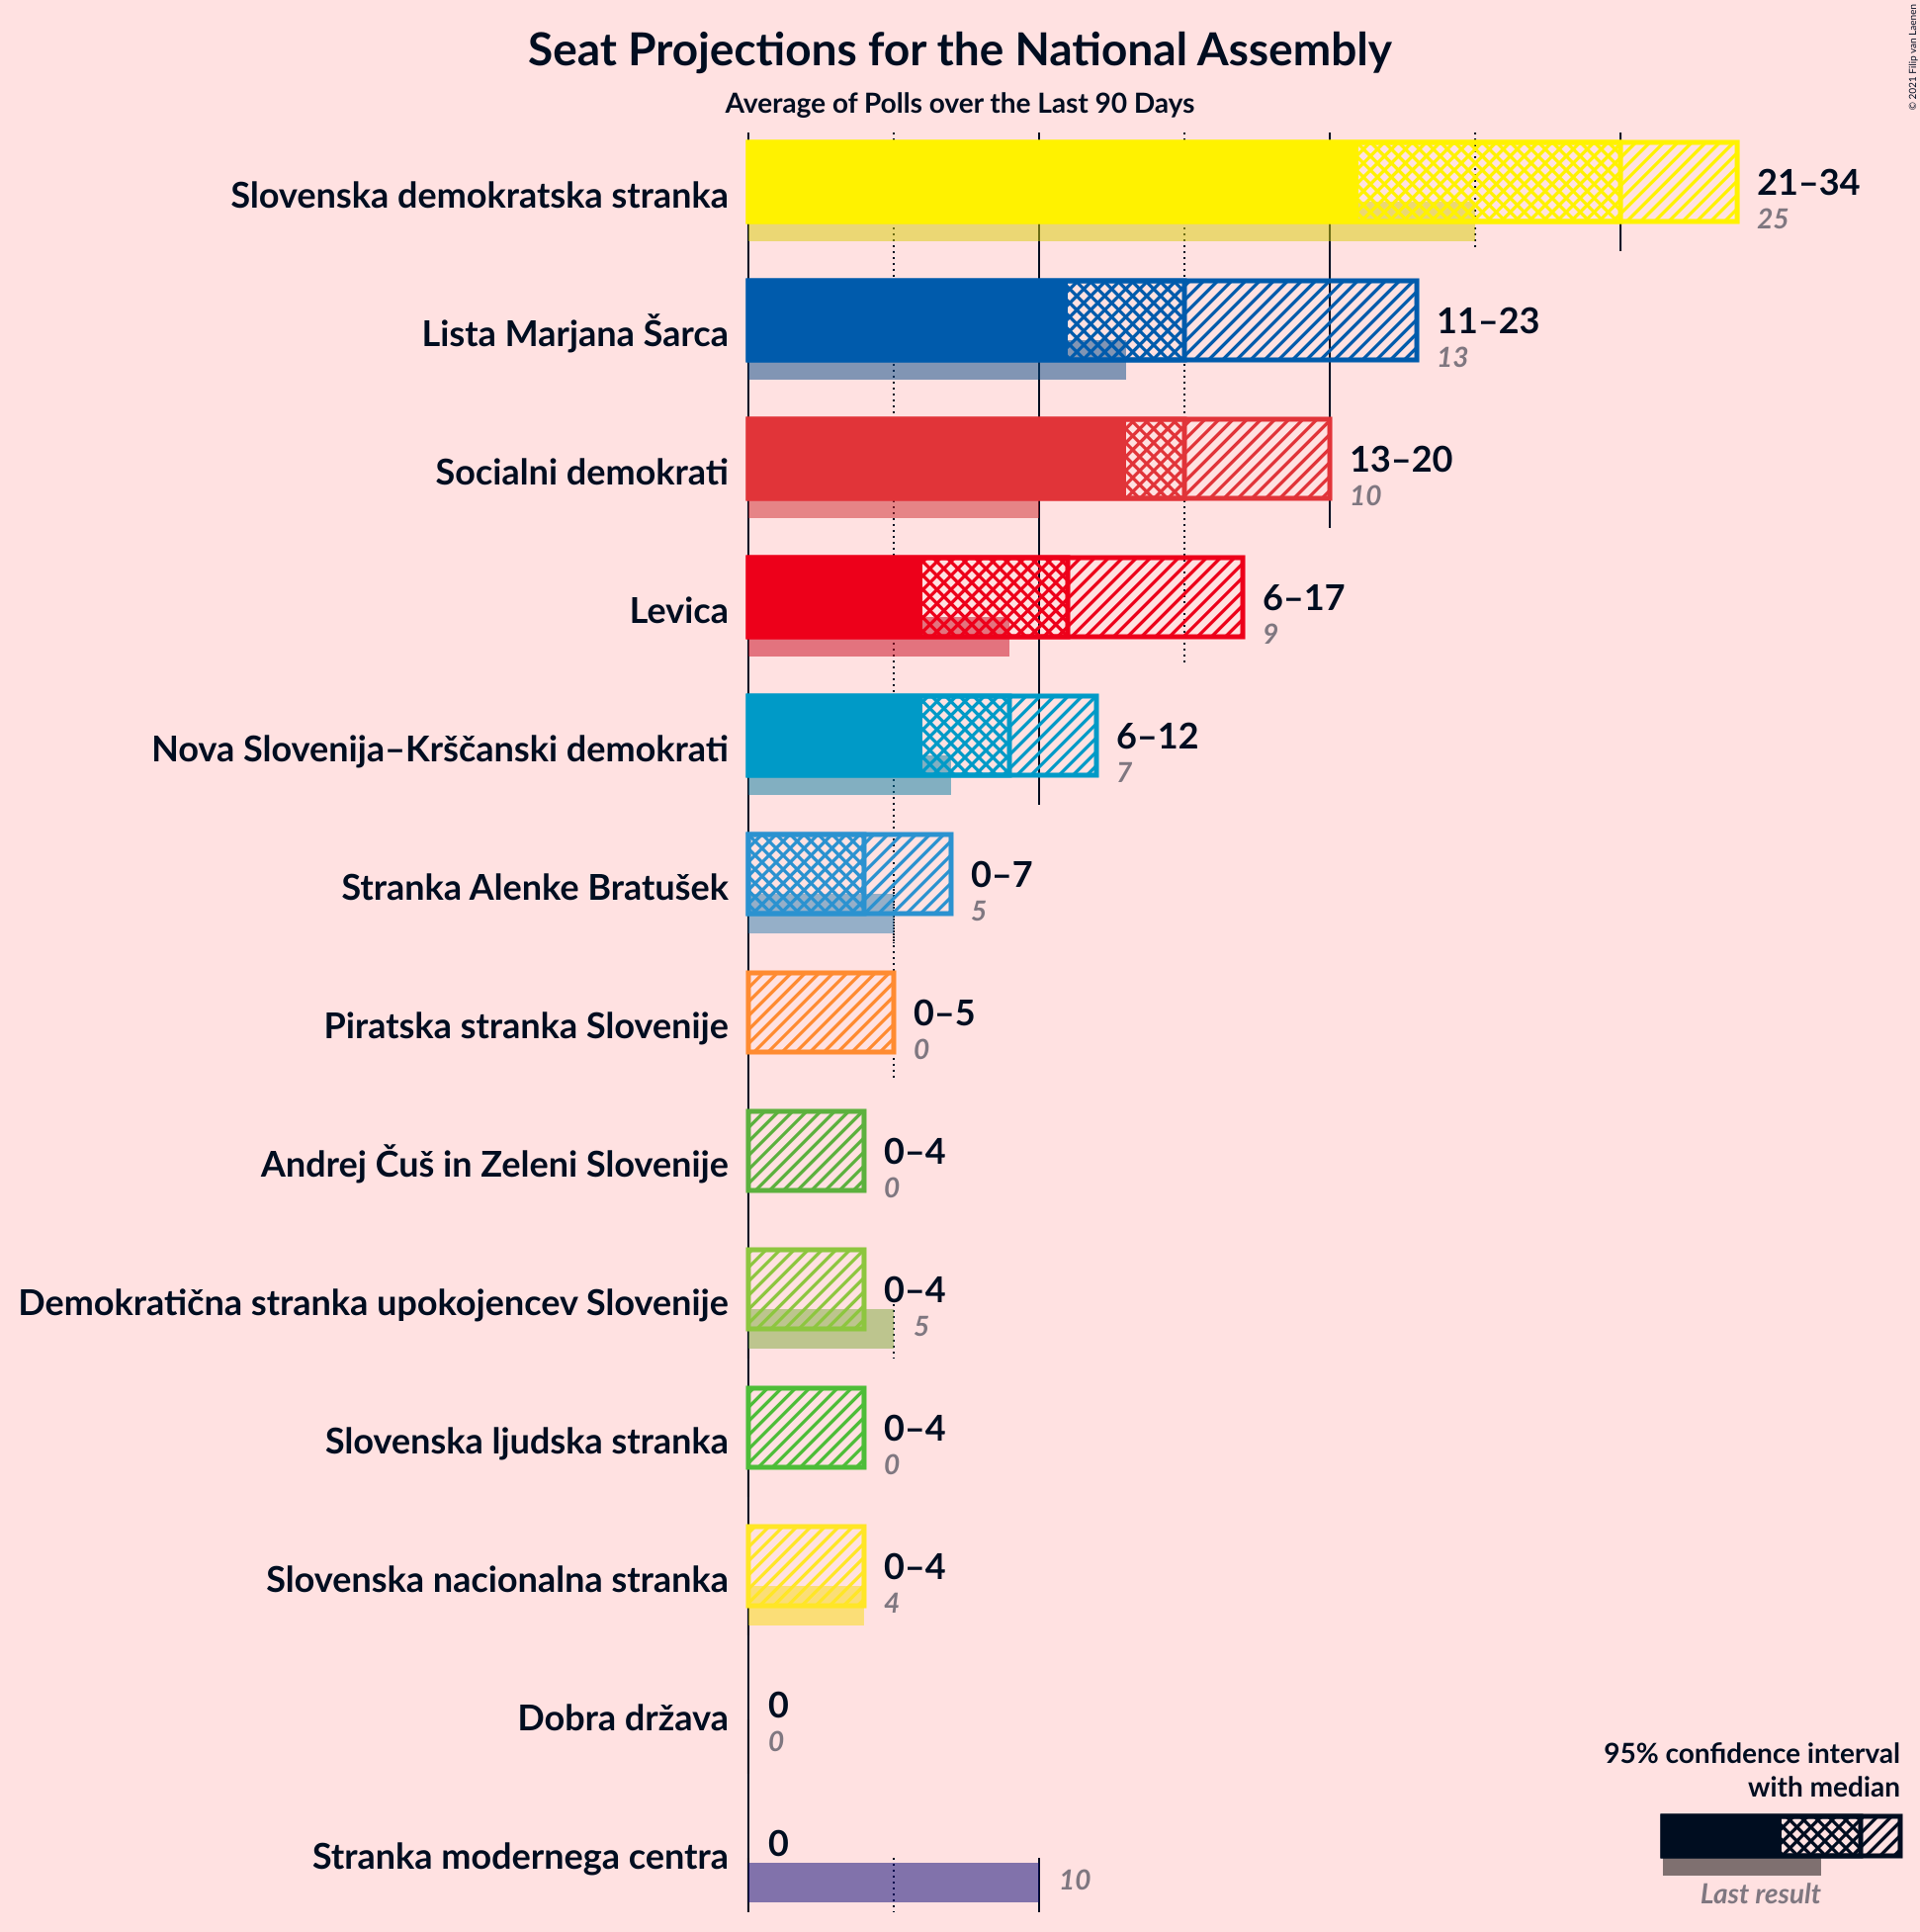 Seat Projections for the National Assembly
Average of Polls over the Last 90 Days
© 2021 Filip van Laenen
Slovenska demokratska stranka
21–34
25
Lista Marjana Šarca
11–23
13
Socialni demokrati
13–20
10
Levica
6–17
9
Nova Slovenija–Krščanski demokrati
6–12
7
Stranka Alenke Bratušek
0–7
5
Piratska stranka Slovenije
0–5
0
Andrej Čuš in Zeleni Slovenije
0–4
0
Demokratična stranka upokojencev Slovenije
0–4
5
Slovenska ljudska stranka
0–4
0
Slovenska nacionalna stranka
0–4
4
Dobra država
0
0
Stranka modernega centra
0
10
95% confidence interval
with median
Last result